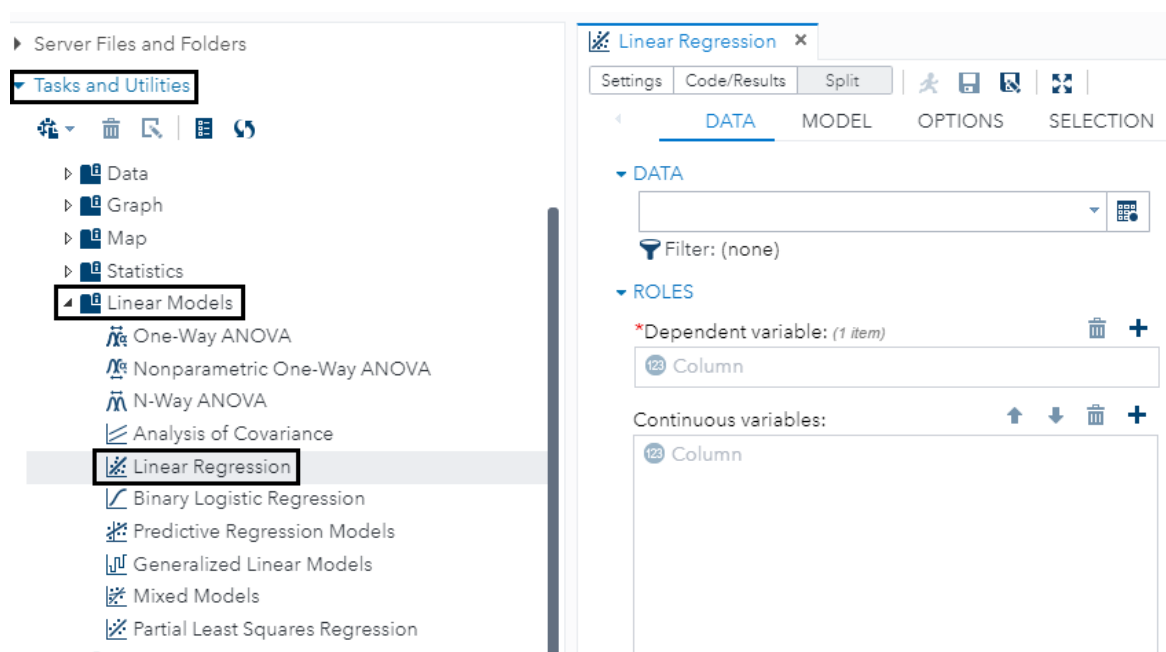 Server Files and Folders
Tasks and Utilities
Data
Graph
Map
Statistics
Linear Models
One-Way ANOVA
Nonparametric One-Way ANOVA
N-Way ANOVA
Analysis of Covariance
Linear Regression
Binary Logistic Regression
Predictive Regression Models
Generalized Linear Models
Mixed Models
Partial Least Squares Regression
Linear Regression ×
Settings Code/Results Split
DATA MODEL OPTIONS SELECTION
DATA
Filter: (none)
ROLES
*Dependent variable: (1 item)
123 Column
Continuous variables:
123 Column